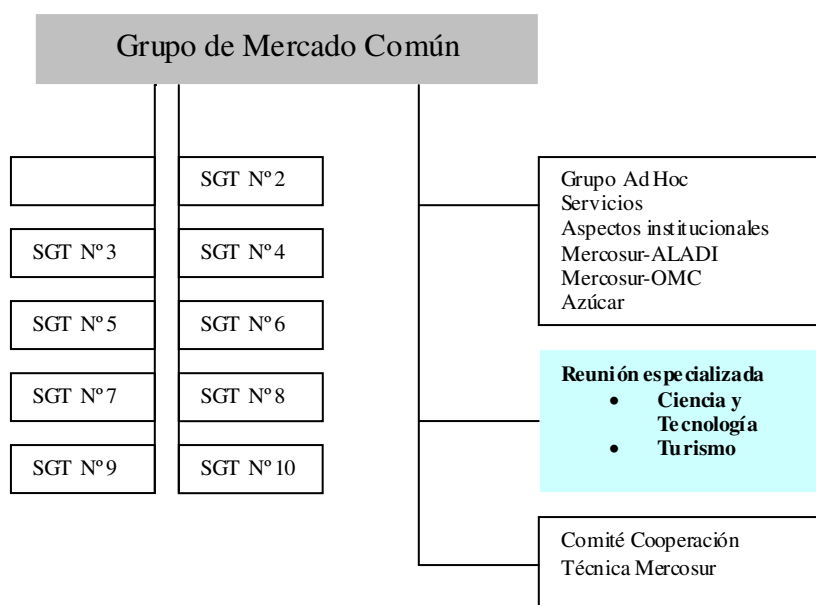 Grupo de Mercado Común
SGT Nº 2
SGT Nº 3
SGT Nº 4
SGT Nº 5
SGT Nº 6
SGT Nº 7
SGT Nº 8
SGT Nº 9
SGT Nº 10
Grupo Ad Hoc
Servicios
Aspectos institucionales
Mercosur-ALADI
Mercosur-OMC
Azúcar
Reunión especializada
• Ciencia y
Tecnología
• Turismo
Comité Cooperación
Técnica Mercosur